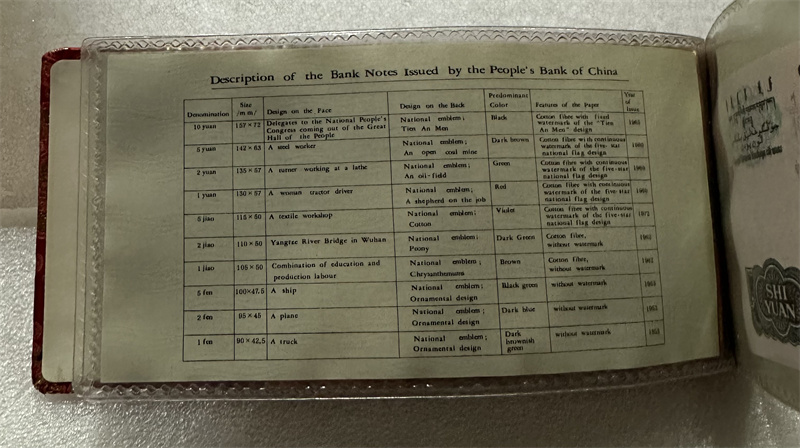 Description of the Bank Notes Issued by the People's Bank of China
Denomination Size /mm/ Design on the Face Design on the Back Predominant Color Features of the Paper Year of Issue
10 yuan 157×72 Delegates to the National People's Congress coming out of the Great Hall of the People National emblem; Tien An Men Black Cotton fibre with fixed watermark of the "Tien An Men" design 1965
5 yuan A steel worker National emblem; An open coal mine Dark brown Cotton fibre with continuous watermark of the five-star national flag design 1960
2 yuan 135×57 A turner working at a lathe National emblem; An oil-field Green Cotton fibre with continuous watermark of the five-star national flag design 1960
1 yuan 130×57 A woman tractor driver National emblem; A shepherd on the job Red Cotton fibre with continuous watermark of the five-star national flag design 1960
5 jiao A textile workshop National emblem; Cotton Violet Cotton fibre with continuous watermark of the five-star national flag design 1972
2 jiao 110×50 Yangtze River Bridge in Wuhan National emblem; Peony Dark Green Cotton fibre, without watermark 1962
1 jiao 105×50 Combination of education and production labour National emblem; Chrysanthemums Brown Cotton fibre, without watermark 1962
5 fen 100×47.5 A ship National emblem; Ornamental design Black green without watermark 1953
2 fen 95×45 A plane National emblem; Ornamental design Dark blue without watermark 1953
1 fen 90×42.5 A truck National emblem; Ornamental design Dark brownish green without watermark 1953
SHI
YUAN